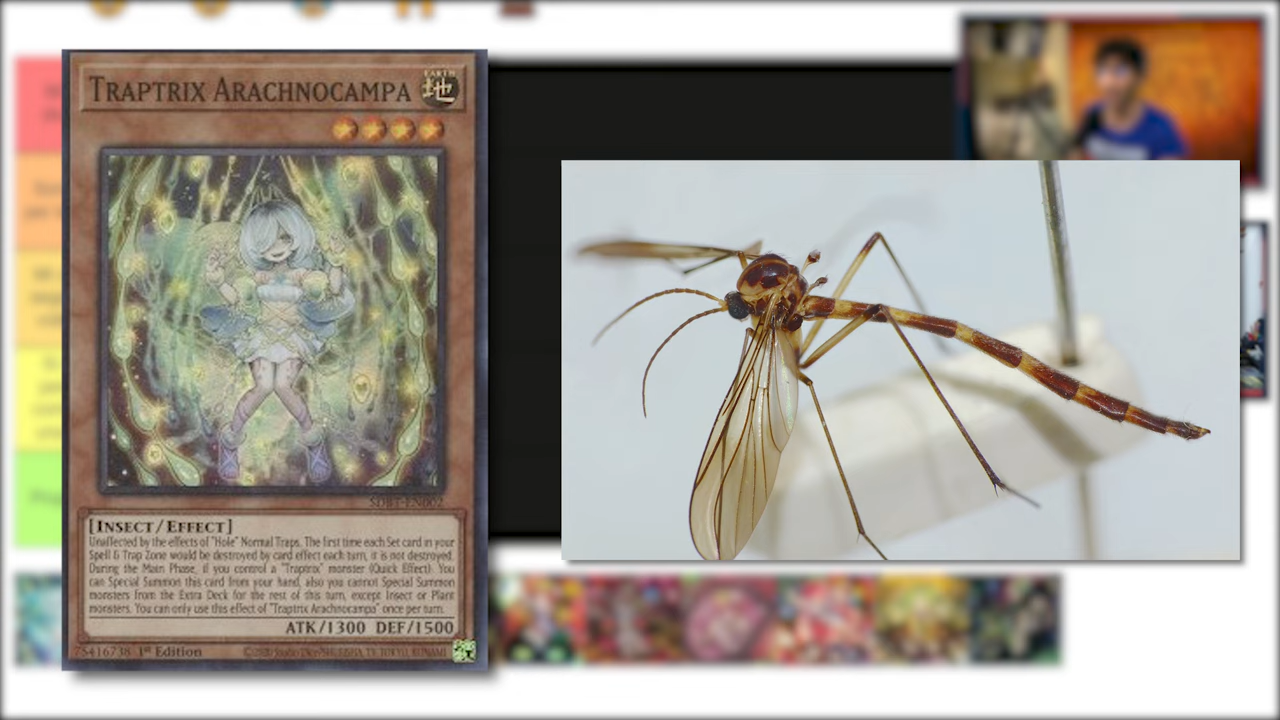 TRAPTRIX ARACHNOCAMPA
EARTH
地
SDBT-EN002
[INSECT/EFFECT]
Unaffected by the effects of "Hole" Normal Traps. The first time each Set card in your
Spell & Trap Zone would be destroyed by card effect each turn, it is not destroyed.
During the Main Phase, if you control a "Traptrix" monster (Quick Effect): You
can Special Summon this card from your hand, also you cannot Special Summon
monsters from the Extra Deck for the rest of this turn, except Insect or Plant
monsters. You can only use this effect of "Traptrix Arachnocampa" once per turn.
ATK/1300 DEF/1500
75416738 1st Edition